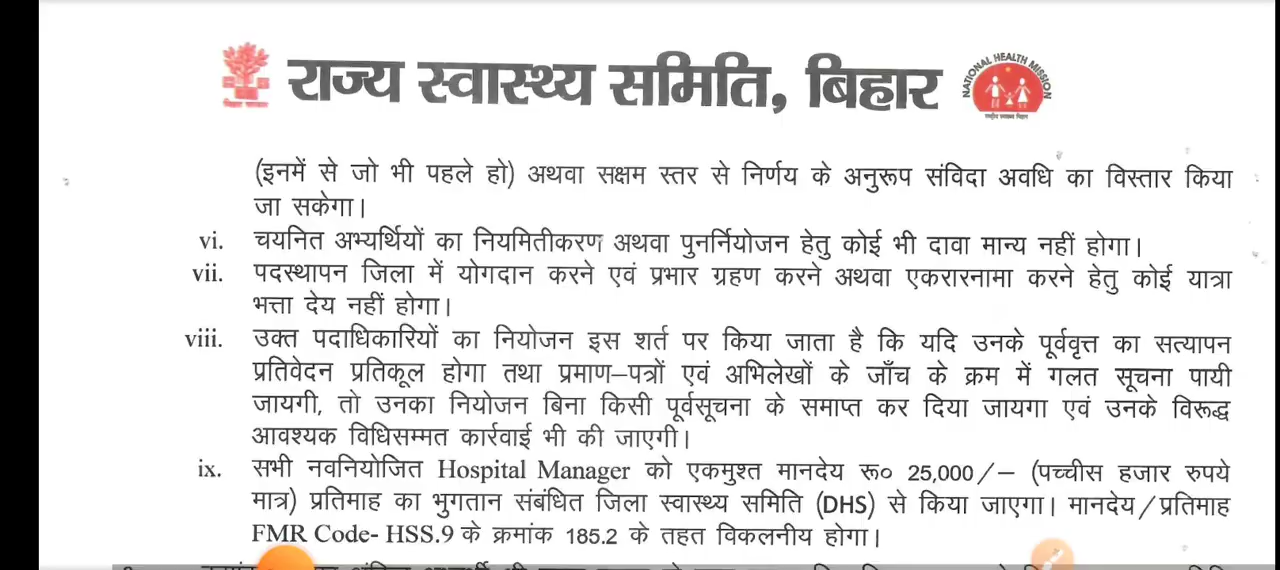 राज्य स्वास्थ्य समिति, बिहार
NATIONAL HEALTH MISSION
(इनमें से जो भी पहले हो) अथवा सक्षम स्तर से निर्णय के अनुरूप संविदा अवधि का विस्तार किया
जा सकेगा।
vi. चयनित अभ्यर्थियों का नियमितीकरण अथवा पुनर्नियोजन हेतु कोई भी दावा मान्य नहीं होगा।
vii. पदस्थापन जिला में योगदान करने एवं प्रभार ग्रहण करने अथवा एकरारनामा करने हेतु कोई यात्रा
भत्ता देय नहीं होगा।
viii. उक्त पदाधिकारियों का नियोजन इस शर्त पर किया जाता है कि यदि उनके पूर्ववृत्त का सत्यापन
प्रतिवेदन प्रतिकूल होगा तथा प्रमाण–पत्रों एवं अभिलेखों के जाँच के क्रम में गलत सूचना पायी
जायगी, तो उनका नियोजन बिना किसी पूर्वसूचना के समाप्त कर दिया जायगा एवं उनके विरूद्ध
आवश्यक विधिसम्मत कार्रवाई भी की जाएगी।
ix. सभी नवनियोजित Hospital Manager को एकमुश्त मानदेय रू० 25,000/– (पच्चीस हजार रुपये
मात्र) प्रतिमाह का भुगतान संबंधित जिला स्वास्थ्य समिति (DHS) से किया जाएगा। मानदेय/प्रतिमाह
FMR Code- HSS.9 के क्रमांक 185.2 के तहत विकलनीय होगा।